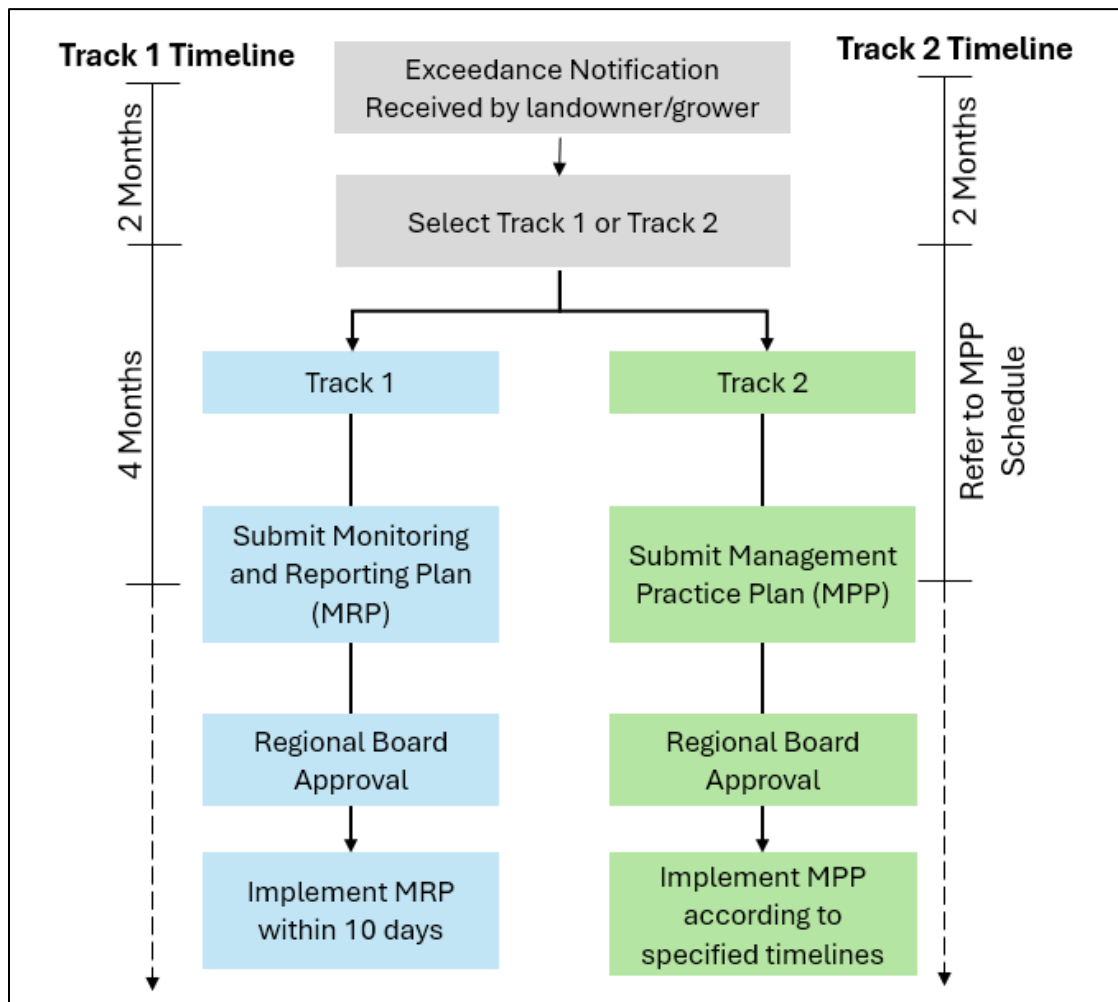 Track 1 Timeline
Track 2 Timeline
Exceedance Notification
Received by landowner/grower
2 Months
2 Months
Select Track 1 or Track 2
4 Months
Refer to MPP
Schedule
Track 1
Track 2
Submit Monitoring
and Reporting Plan
(MRP)
Submit Management
Practice Plan (MPP)
Regional Board
Approval
Regional Board
Approval
Implement MRP
within 10 days
Implement MPP
according to
specified timelines